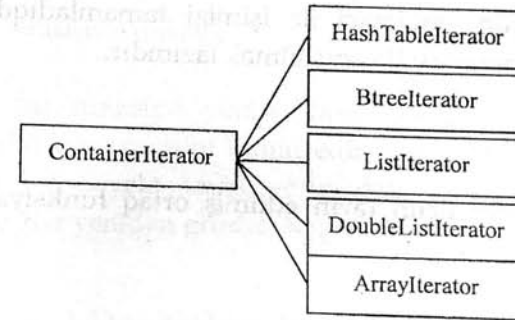 HashTableIterator
BtreeIterator
ContainerIterator
ListIterator
DoubleListIterator
ArrayIterator